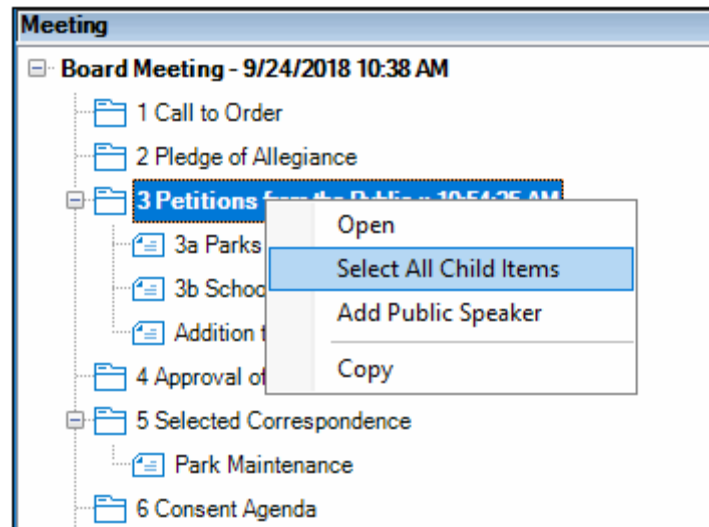 Meeting
Board Meeting - 9/24/2018 10:38 AM
1 Call to Order
2 Pledge of Allegiance
3 Petitions from the Public -- 10:54:25 AM
Open
3a Parks
Select All Child Items
3b Schoo
Add Public Speaker
Addition t
Copy
4 Approval of
5 Selected Correspondence
Park Maintenance
6 Consent Agenda